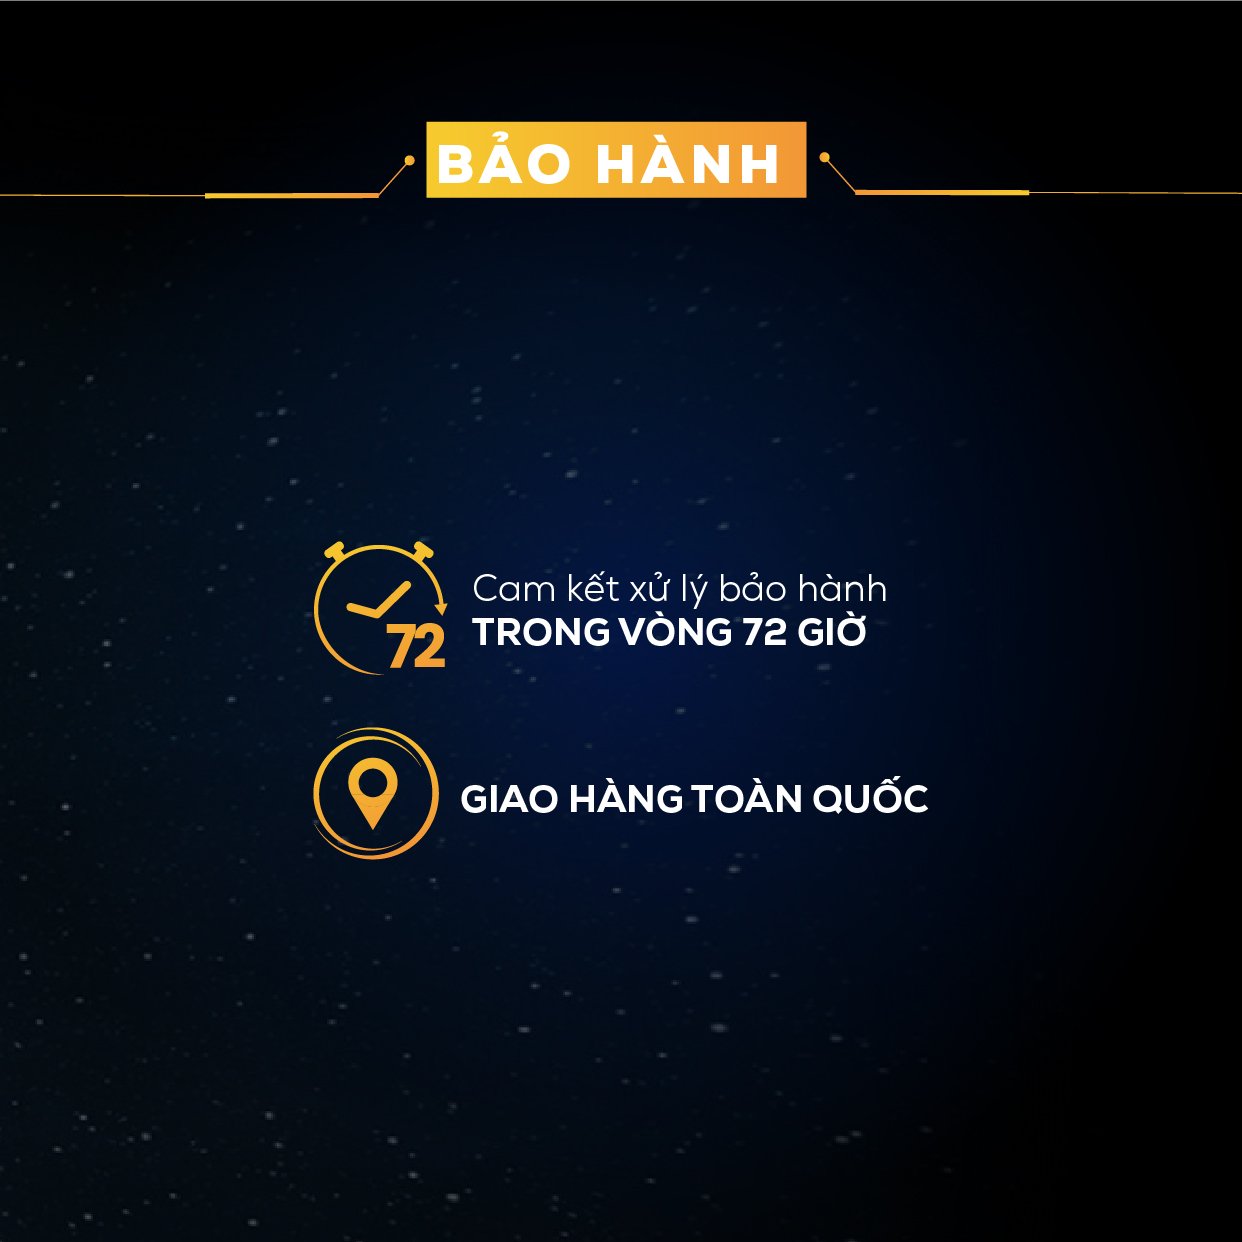 BẢO HÀNH
Cam kết xử lý bảo hành
TRONG VÒNG 72 GIỜ
72
GIAO HÀNG TOÀN QUỐC